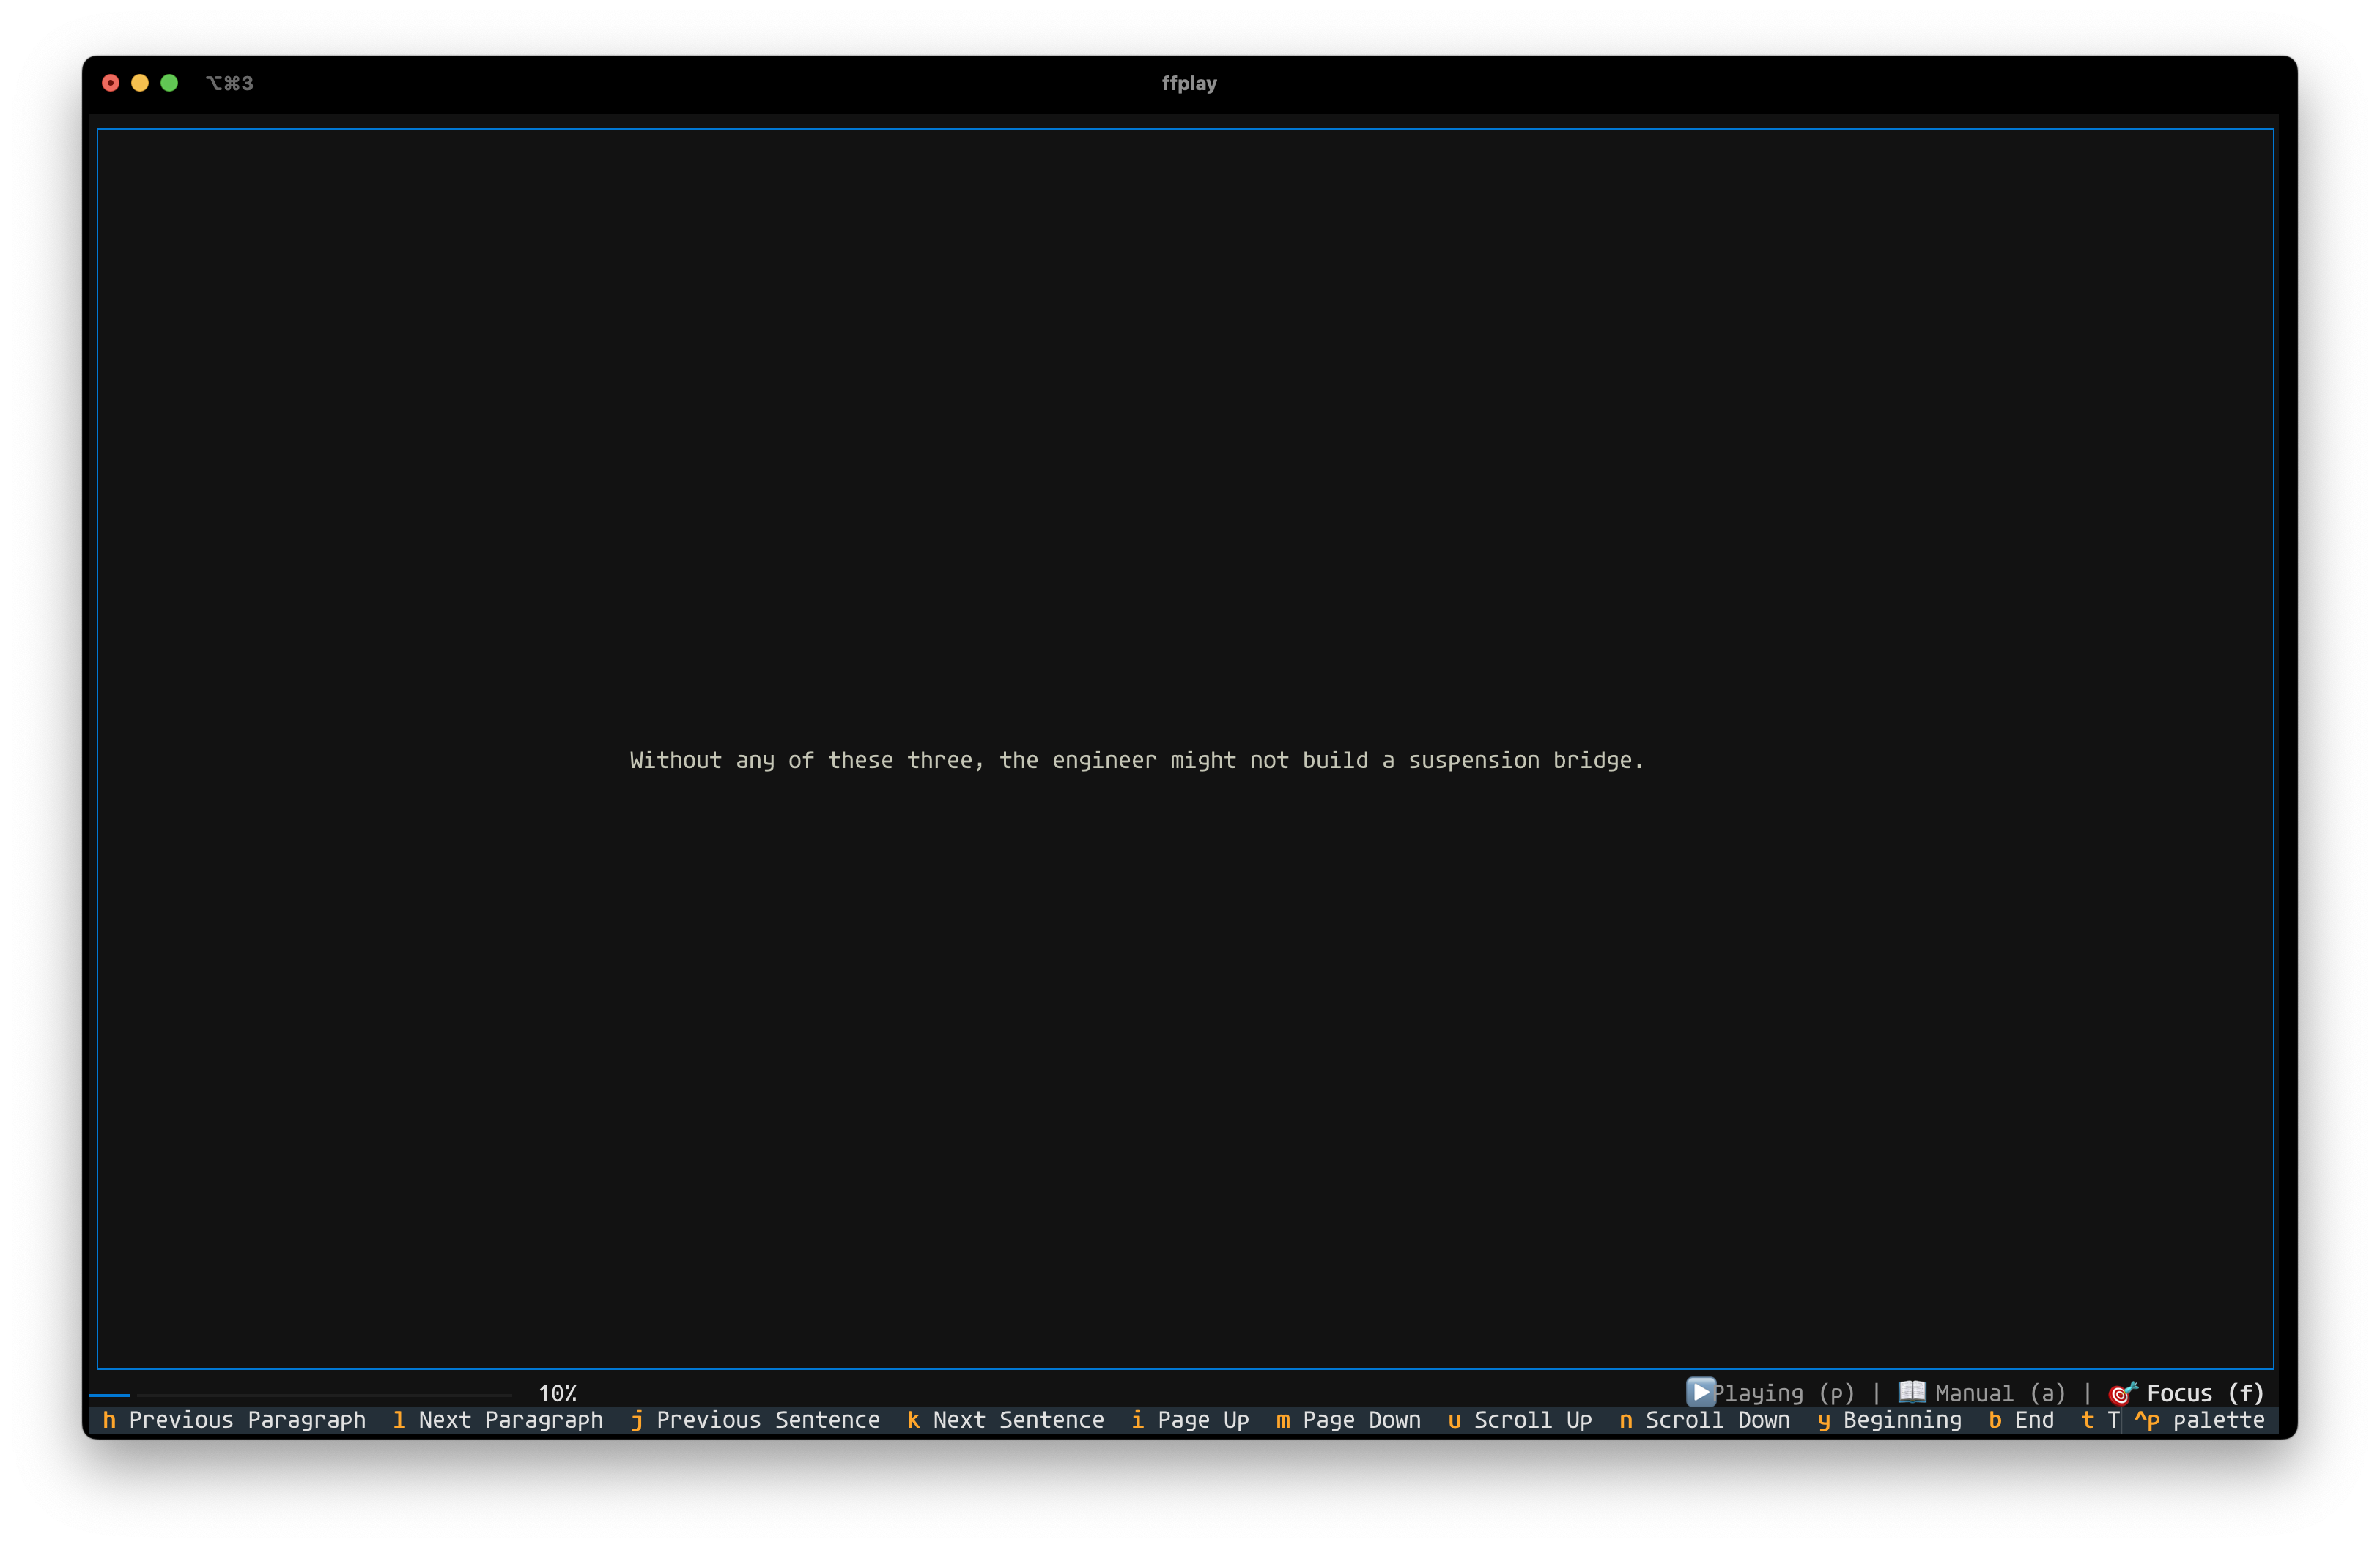 ⌥⌘3 ffplay
Without any of these three, the engineer might not build a suspension bridge.
10% Playing (p) | Manual (a) | Focus (f)
h Previous Paragraph l Next Paragraph j Previous Sentence k Next Sentence i Page Up m Page Down u Scroll Up n Scroll Down y Beginning b End t T ^p palette